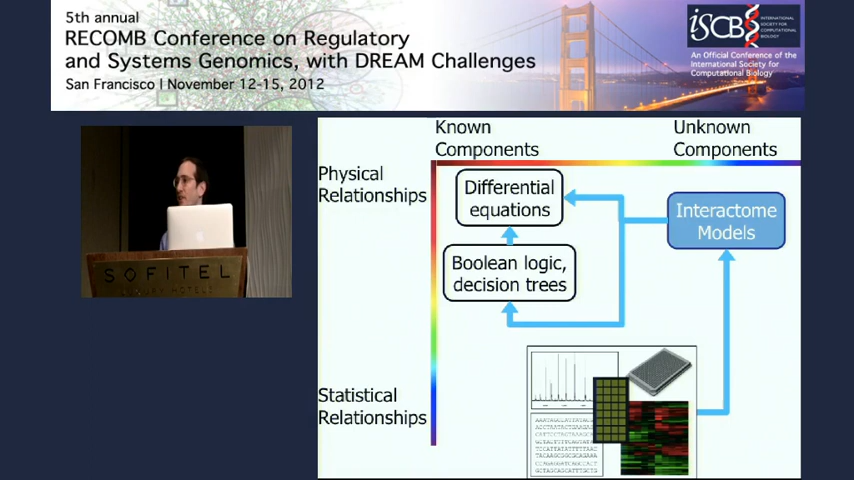 5th annual
RECOMB Conference on Regulatory
and Systems Genomics, with DREAM Challenges
San Francisco | November 12-15, 2012
iSCB
INTERNATIONAL
SOCIETY FOR
COMPUTATIONAL
BIOLOGY
An Official Conference of the
International Society for
Computational Biology
SOFITEL
LUXURY HOTELS
Known
Components
Unknown
Components
Physical
Relationships
Differential
equations
Interactome
Models
Boolean logic,
decision trees
Statistical
Relationships